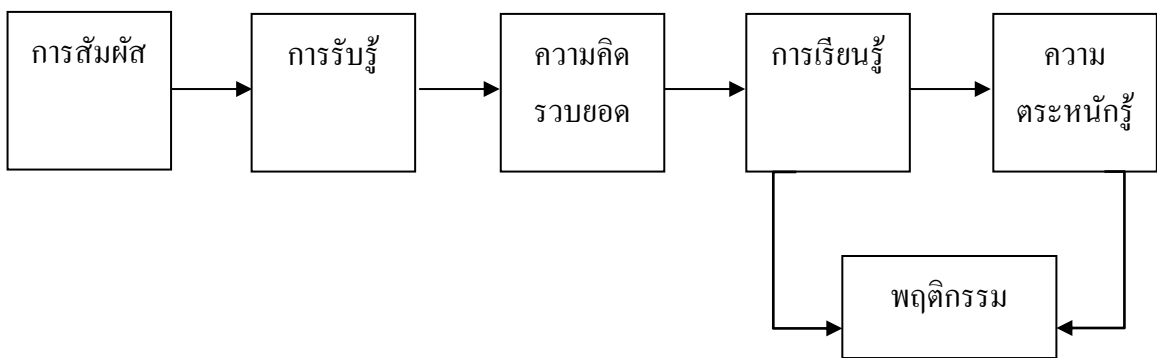 การสัมผัส
การรับรู้
ความคิด
รวบยอด
การเรียนรู้
ความ
ตระหนักรู้
พฤติกรรม